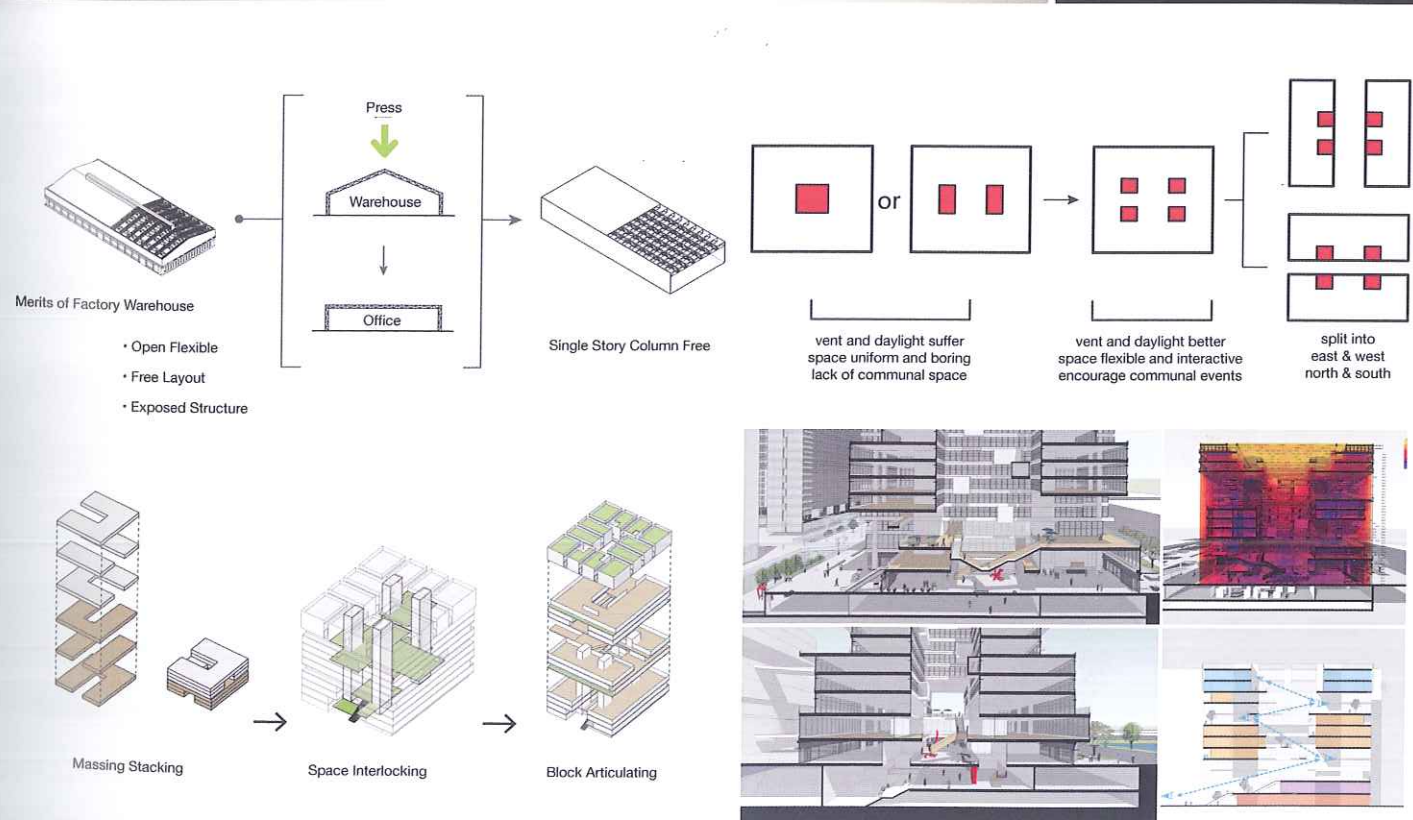 Press
Warehouse
Office
Merits of Factory Warehouse
• Open Flexible
• Free Layout
• Exposed Structure
Single Story Column Free
or
vent and daylight suffer
space uniform and boring
lack of communal space
vent and daylight better
space flexible and interactive
encourage communal events
split into
east & west
north & south
Massing Stacking
Space Interlocking
Block Articulating